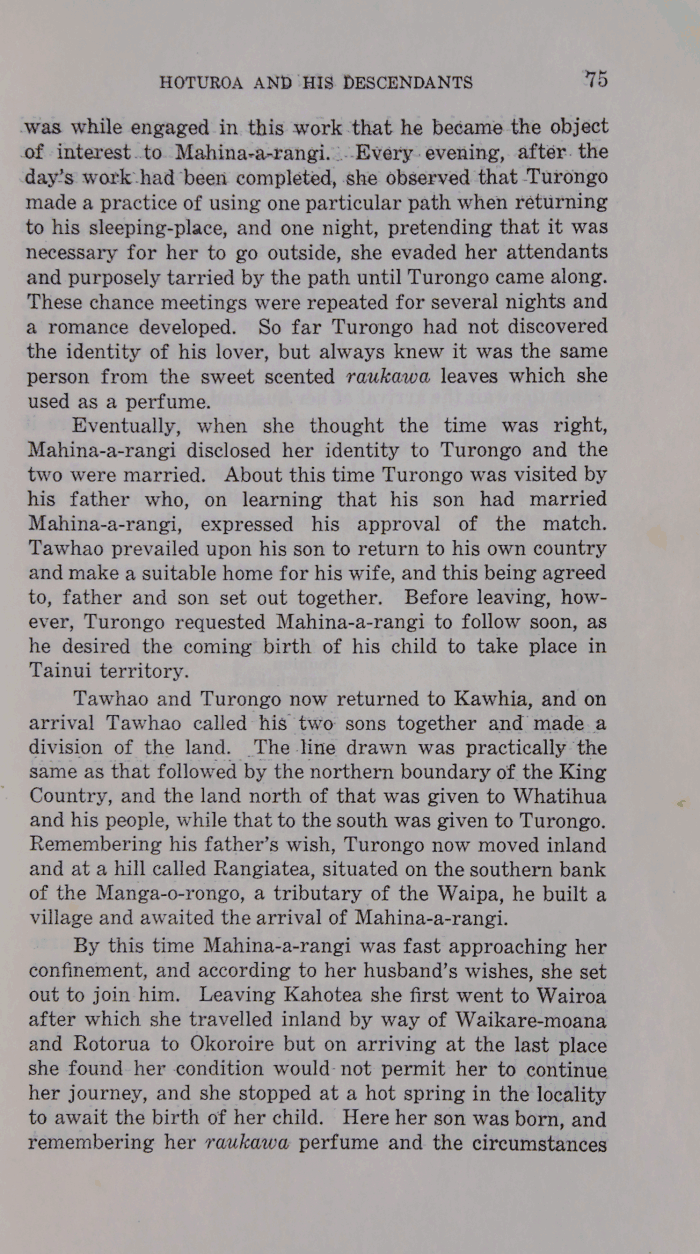 HOTUROA AND HIS DESCENDANTS 75
was while engaged in this work that he became the object
of interest to Mahina-a-rangi. Every evening, after the
day's work had been completed, she observed that Turongo
made a practice of using one particular path when returning
to his sleeping-place, and one night, pretending that it was
necessary for her to go outside, she evaded her attendants
and purposely tarried by the path until Turongo came along.
These chance meetings were repeated for several nights and
a romance developed. So far Turongo had not discovered
the identity of his lover, but always knew it was the same
person from the sweet scented raukawa leaves which she
used as a perfume.
Eventually, when she thought the time was right,
Mahina-a-rangi disclosed her identity to Turongo and the
two were married. About this time Turongo was visited by
his father who, on learning that his son had married
Mahina-a-rangi, expressed his approval of the match.
Tawhao prevailed upon his son to return to his own country
and make a suitable home for his wife, and this being agreed
to, father and son set out together. Before leaving, how-
ever, Turongo requested Mahina-a-rangi to follow soon, as
he desired the coming birth of his child to take place in
Tainui territory.
Tawhao and Turongo now returned to Kawhia, and on
arrival Tawhao called his two sons together and made a
division of the land. The line drawn was practically the
same as that followed by the northern boundary of the King
Country, and the land north of that was given to Whatihua
and his people, while that to the south was given to Turongo.
Remembering his father's wish, Turongo now moved inland
and at a hill called Rangiatea, situated on the southern bank
of the Manga-o-rongo, a tributary of the Waipa, he built a
village and awaited the arrival of Mahina-a-rangi.
By this time Mahina-a-rangi was fast approaching her
confinement, and according to her husband's wishes, she set
out to join him. Leaving Kahotea she first went to Wairoa
after which she travelled inland by way of Waikare-moana
and Rotorua to Okoroire but on arriving at the last place
she found her condition would not permit her to continue
her journey, and she stopped at a hot spring in the locality
to await the birth of her child. Here her son was born, and
remembering her raukawa perfume and the circumstances